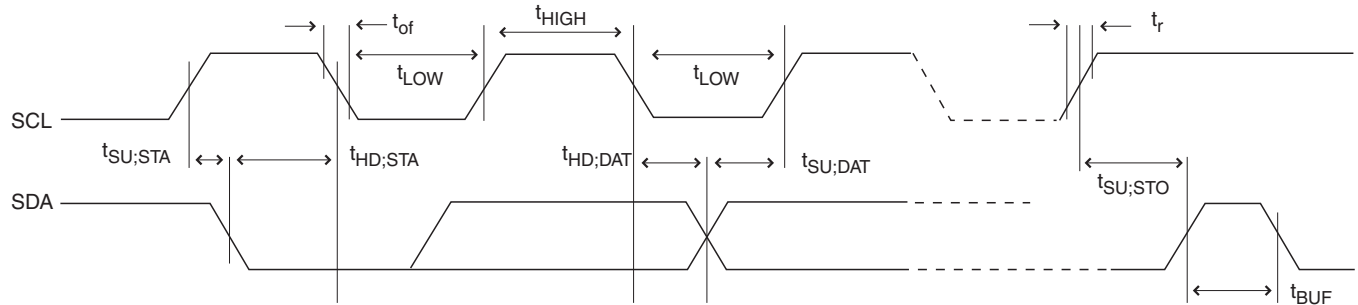 t_of t_HIGH t_r
t_LOW t_LOW
SCL
t_SU;STA t_HD;STA t_HD;DAT t_SU;DAT
t_SU;STO
SDA
t_BUF